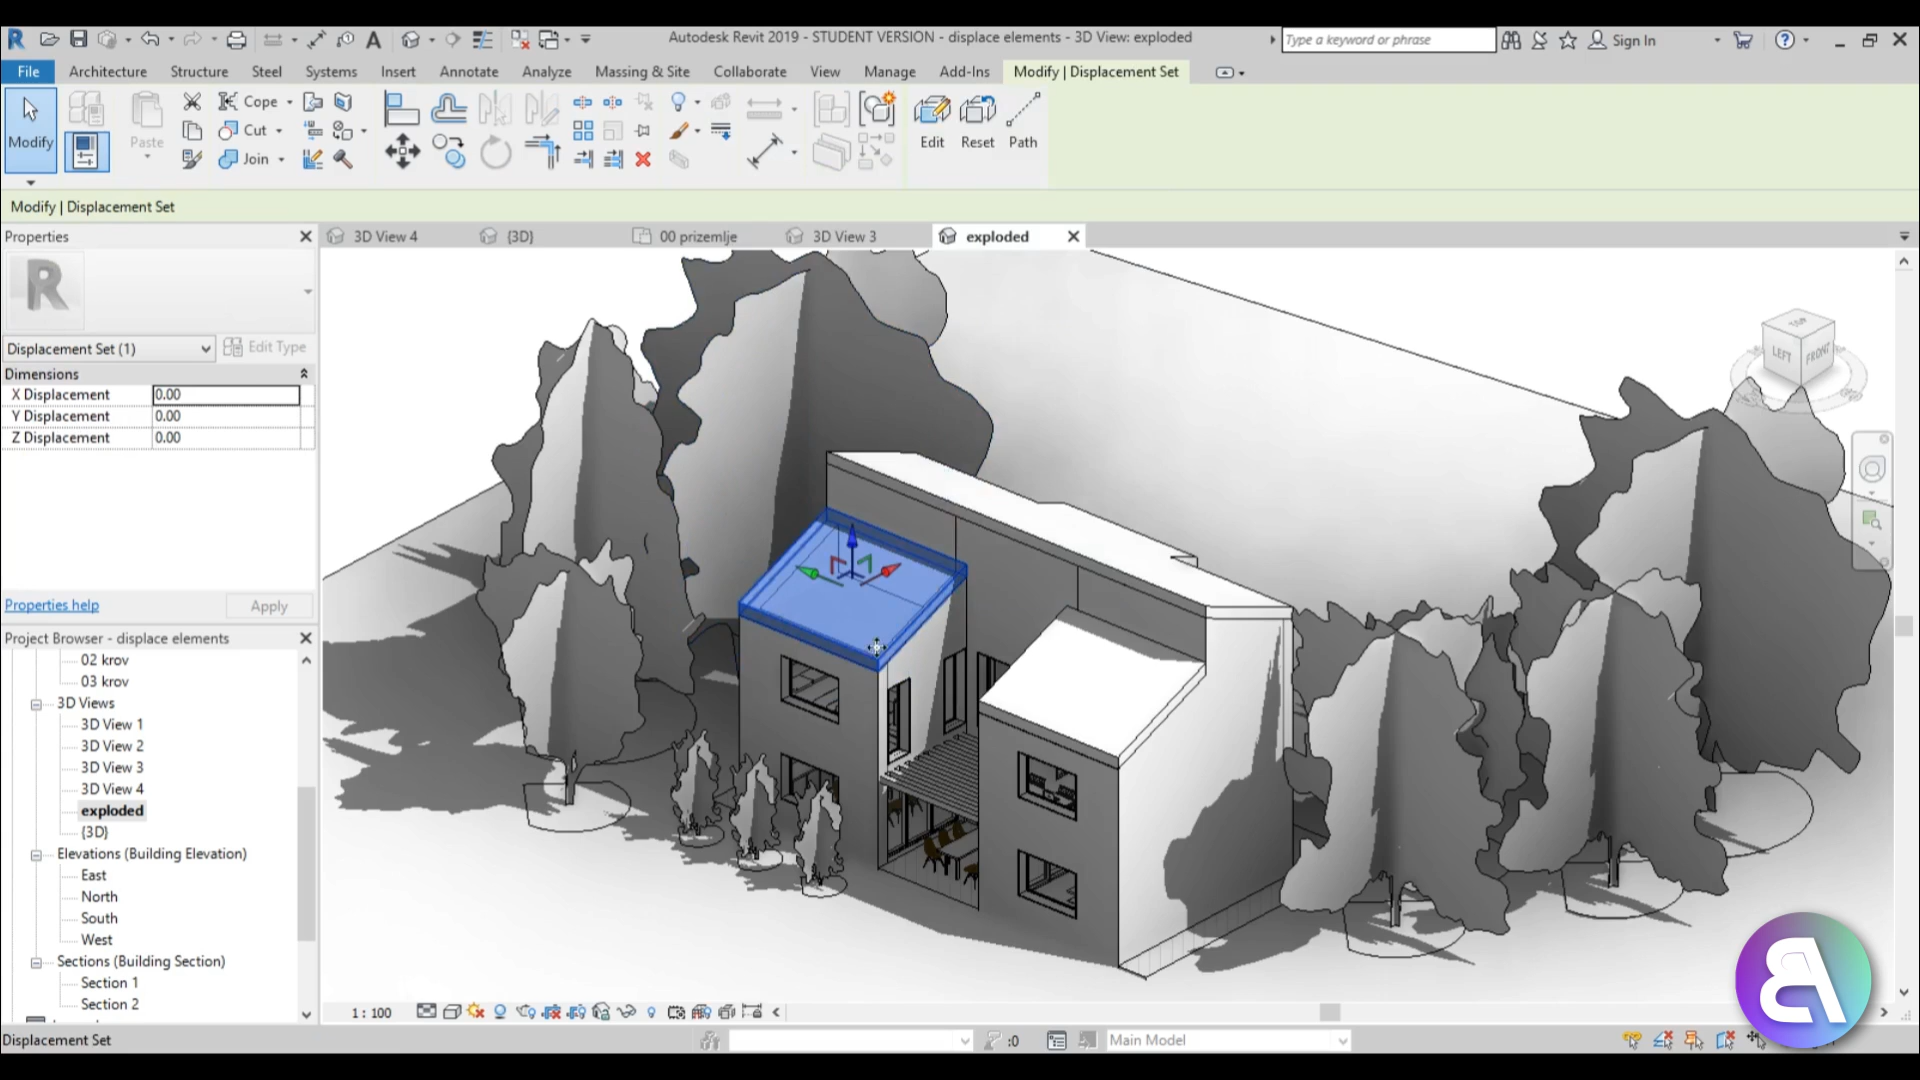 Autodesk Revit 2019 - STUDENT VERSION - displace elements - 3D View: exploded
Type a keyword or phrase
Sign In
File Architecture Structure Steel Systems Insert Annotate Analyze Massing & Site Collaborate View Manage Add-Ins Modify | Displacement Set
Modify
Paste
Cope
Cut
Join
Edit Reset Path
Modify | Displacement Set
Properties
3D View 4
{3D}
00 prizemlje
3D View 3
exploded
R
Displacement Set (1)
Edit Type
Dimensions
X Displacement 0.00
Y Displacement 0.00
Z Displacement 0.00
TOP
LEFT
FRONT
Properties help
Apply
Project Browser - displace elements
02 krov
03 krov
3D Views
3D View 1
3D View 2
3D View 3
3D View 4
exploded
{3D}
Elevations (Building Elevation)
East
North
South
West
Sections (Building Section)
Section 1
Section 2
1 : 100
Displacement Set
:0
Main Model